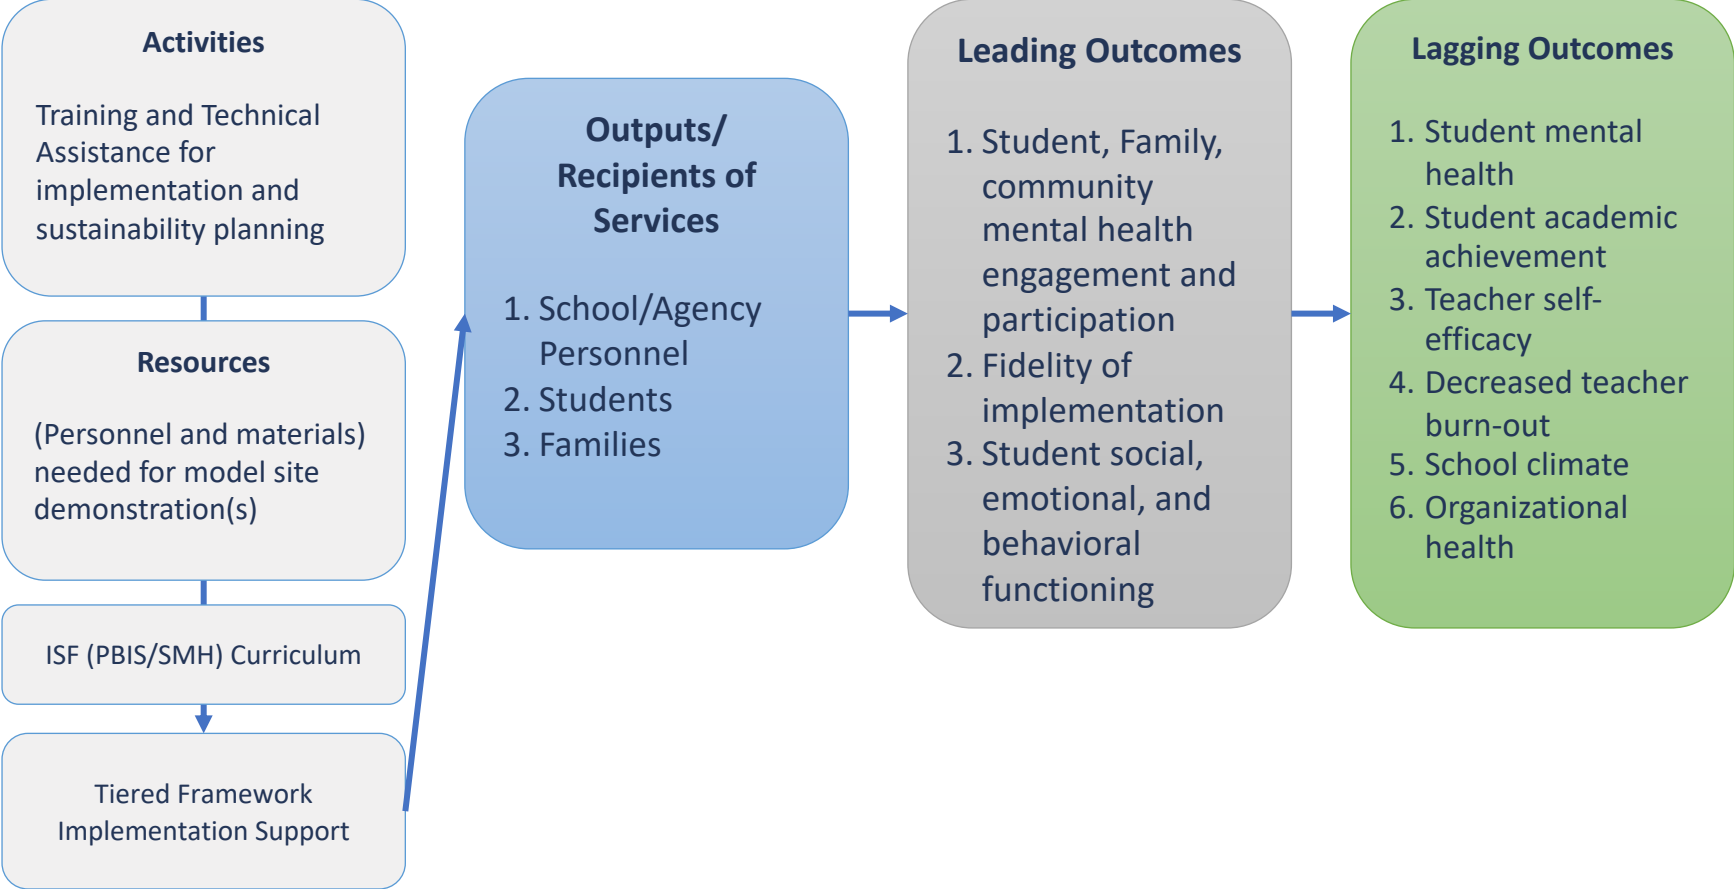 Activities
Training and Technical
Assistance for
implementation and
sustainability planning
Resources
(Personnel and materials)
needed for model site
demonstration(s)
ISF (PBIS/SMH) Curriculum
Tiered Framework
Implementation Support
Outputs/
Recipients of
Services
1. School/Agency
Personnel
2. Students
3. Families
Leading Outcomes
1. Student, Family,
community
mental health
engagement and
participation
2. Fidelity of
implementation
3. Student social,
emotional, and
behavioral
functioning
Lagging Outcomes
1. Student mental
health
2. Student academic
achievement
3. Teacher self-
efficacy
4. Decreased teacher
burn-out
5. School climate
6. Organizational
health